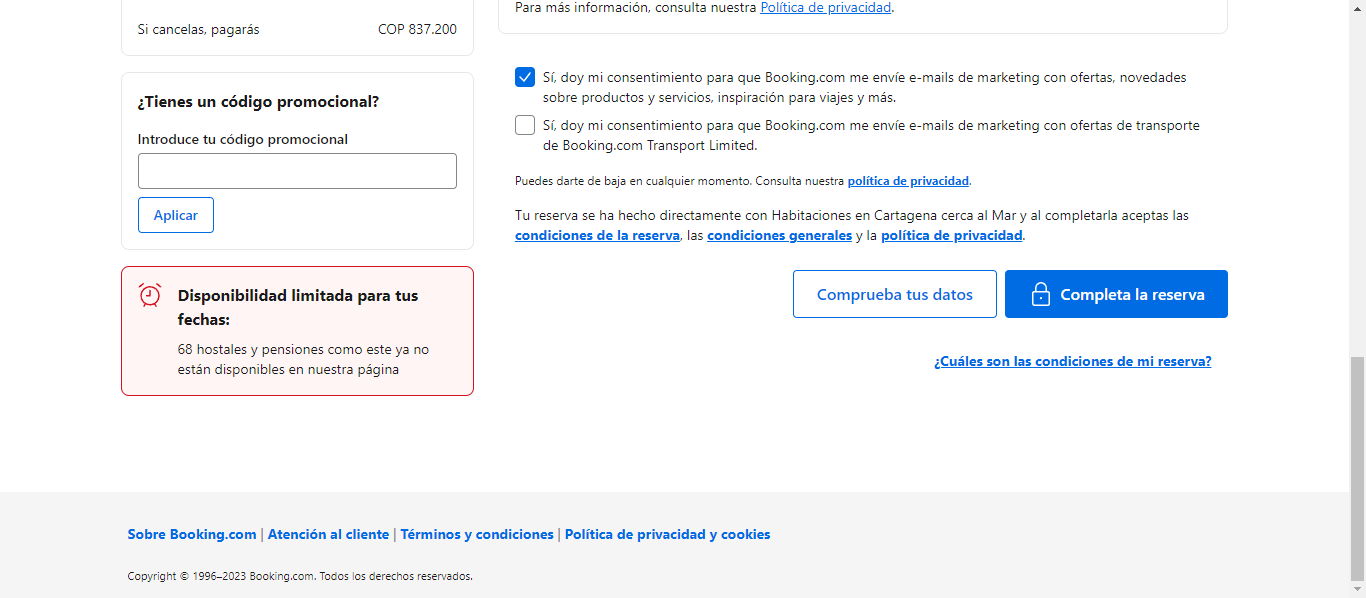 Si cancelas, pagarás COP 837.200
¿Tienes un código promocional?
Introduce tu código promocional
Aplicar
Disponibilidad limitada para tus
fechas:
68 hostales y pensiones como este ya no
están disponibles en nuestra página
Para más información, consulta nuestra Política de privacidad.
Sí, doy mi consentimiento para que Booking.com me envíe e-mails de marketing con ofertas, novedades
sobre productos y servicios, inspiración para viajes y más.
Sí, doy mi consentimiento para que Booking.com me envíe e-mails de marketing con ofertas de transporte
de Booking.com Transport Limited.
Puedes darte de baja en cualquier momento. Consulta nuestra política de privacidad.
Tu reserva se ha hecho directamente con Habitaciones en Cartagena cerca al Mar y al completarla aceptas las
condiciones de la reserva, las condiciones generales y la política de privacidad.
Comprueba tus datos
Completa la reserva
¿Cuáles son las condiciones de mi reserva?
Sobre Booking.com | Atención al cliente | Términos y condiciones | Política de privacidad y cookies
Copyright © 1996–2023 Booking.com. Todos los derechos reservados.